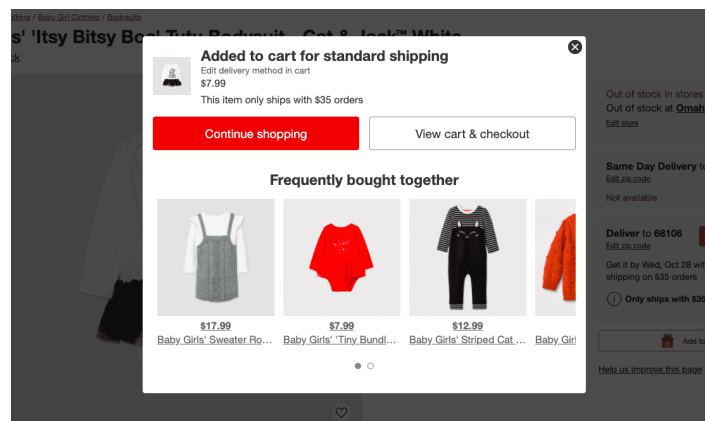 othing / Baby Girl Clothing / Bodysuits
s' 'Itsy Bitsy Boo' Tutu Bodysuit - Cat & Jack™ White
ck
Added to cart for standard shipping
Edit delivery method in cart
$7.99
This item only ships with $35 orders
Continue shopping
View cart & checkout
Frequently bought together
$17.99
Baby Girls' Sweater Ro...
$7.99
Baby Girls' 'Tiny Bundl...
$12.99
Baby Girls' Striped Cat ...
Baby Girl
Out of stock in stores
Out of stock at Omah
Edit store
Same Day Delivery to
Edit zip code
Not available
Deliver to 68106
Edit zip code
Get it by Wed, Oct 28 wit
shipping on $35 orders
Only ships with $35
Add to
Help us improve this page